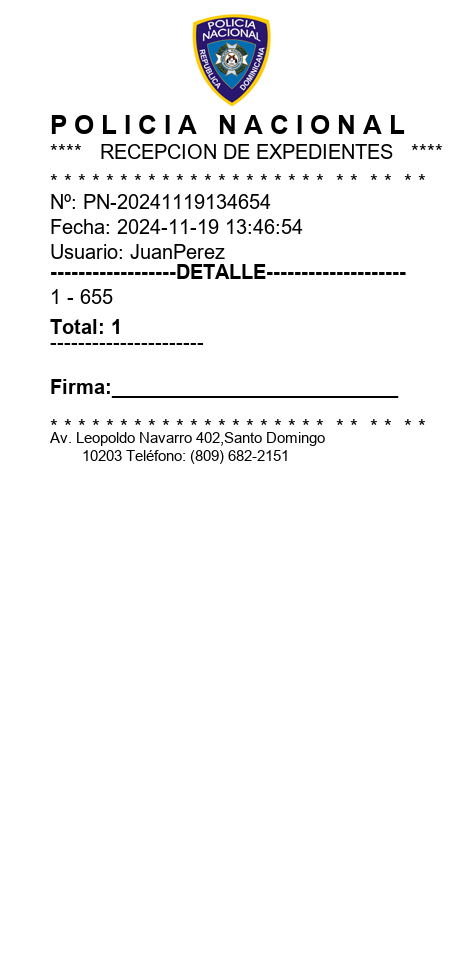 POLICIA
NACIONAL
REPUBLICA DOMINICANA
POLICIA NACIONAL
**** RECEPCION DE EXPEDIENTES ****
* * * * * * * * * * * * * * * * * * * * * * * * * *
Nº: PN-20241119134654
Fecha: 2024-11-19 13:46:54
Usuario: JuanPerez
------------------DETALLE--------------------
1 - 655
Total: 1
----------------------
Firma:__________________________
* * * * * * * * * * * * * * * * * * * * * * * * * *
Av. Leopoldo Navarro 402,Santo Domingo
10203 Teléfono: (809) 682-2151